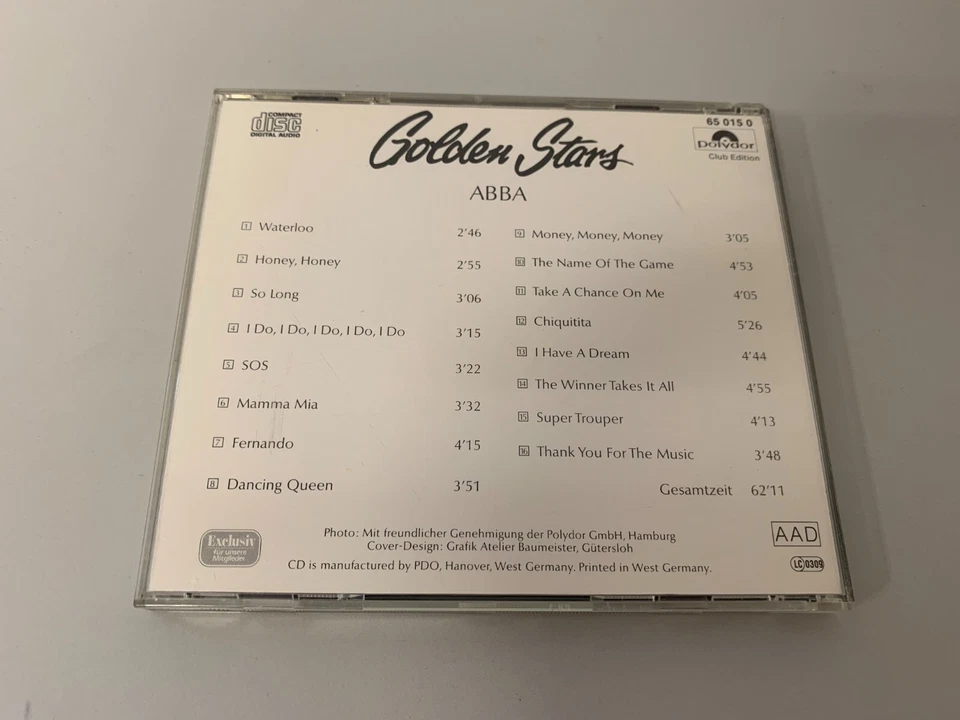 COMPACT
disc
DIGITAL AUDIO
Golden Stars
65 015 0
polydor
Club Edition
ABBA
1 Waterloo 2'46
2 Honey, Honey 2'55
3 So Long 3'06
4 I Do, I Do, I Do, I Do, I Do 3'15
5 SOS 3'22
6 Mamma Mia 3'32
7 Fernando 4'15
8 Dancing Queen 3'51
9 Money, Money, Money 3'05
10 The Name Of The Game 4'53
11 Take A Chance On Me 4'05
12 Chiquitita 5'26
13 I Have A Dream 4'44
14 The Winner Takes It All 4'55
15 Super Trouper 4'13
16 Thank You For The Music 3'48
Gesamtzeit 62'11
Exclusiv
für unsere
Mitglieder
Photo: Mit freundlicher Genehmigung der Polydor GmbH, Hamburg
Cover-Design: Grafik Atelier Baumeister, Gütersloh
CD is manufactured by PDO, Hanover, West Germany. Printed in West Germany.
AAD
LC 0309